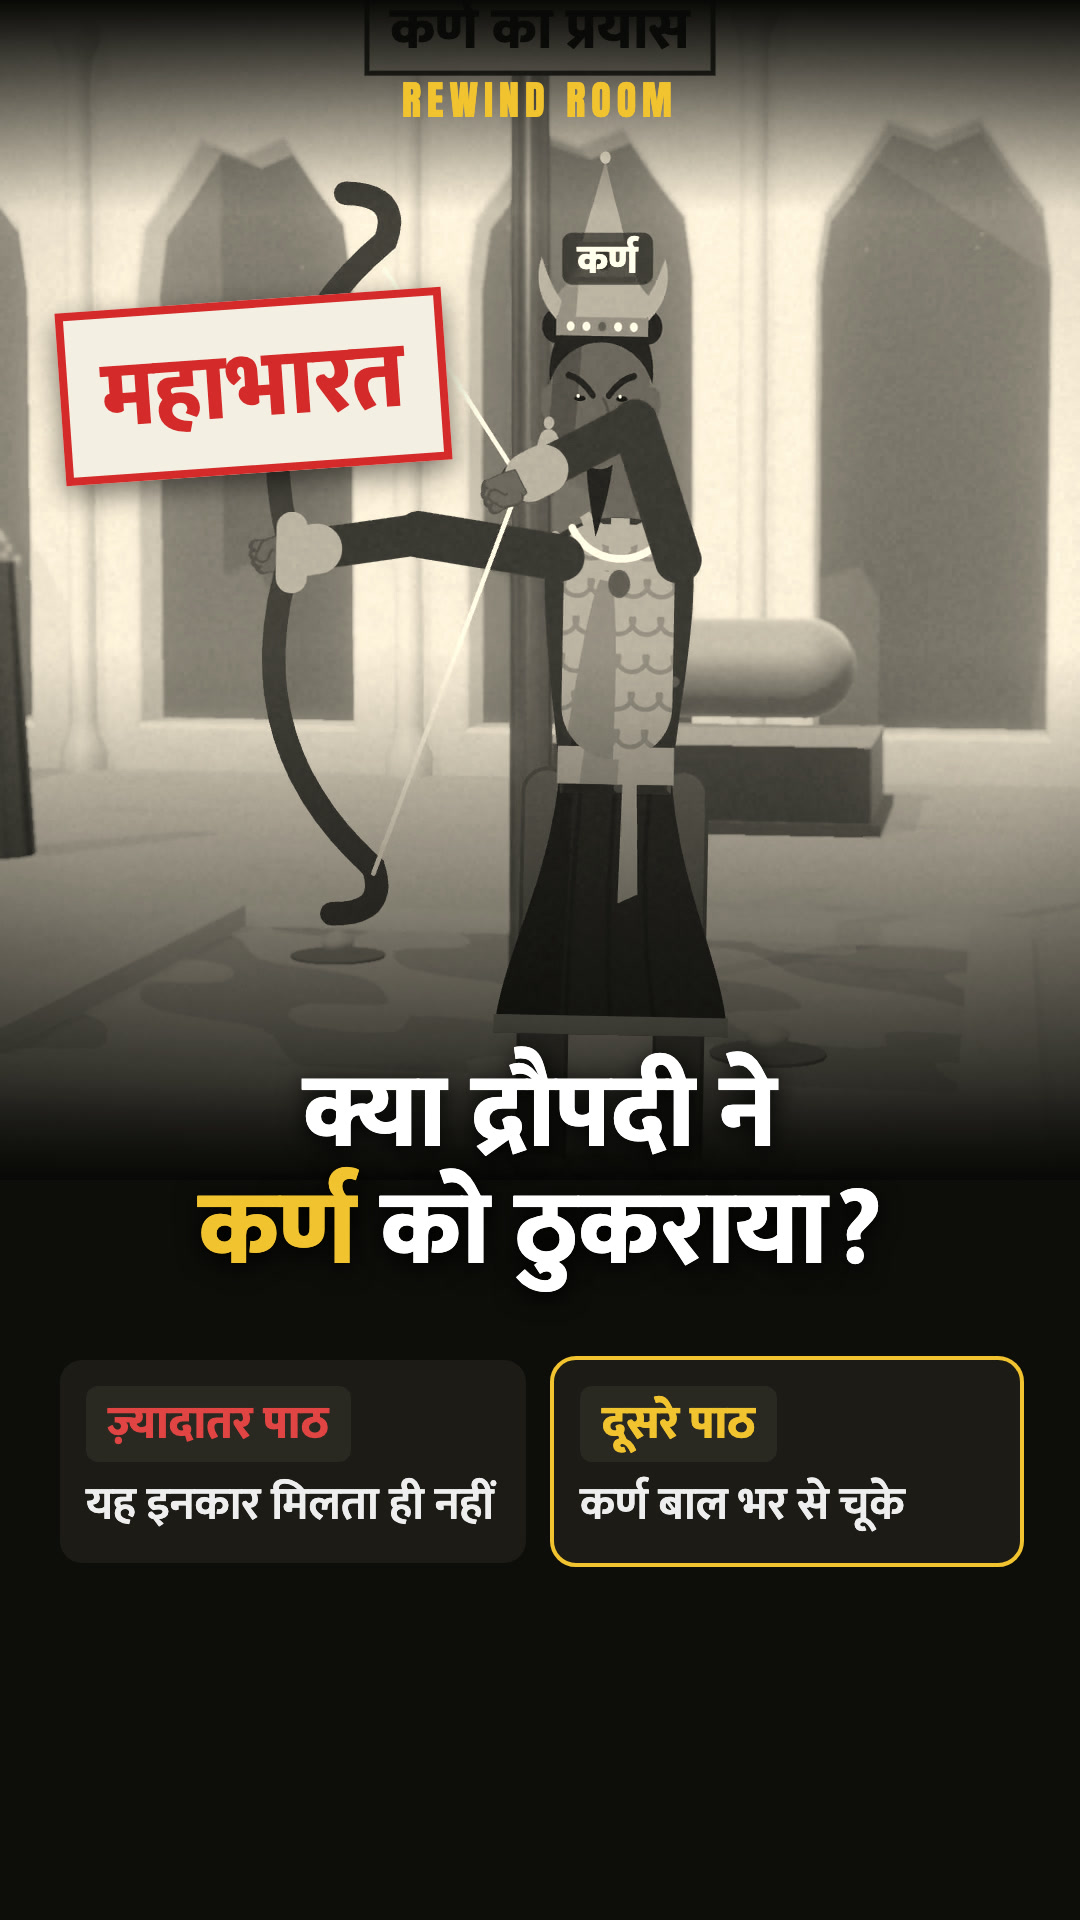 कर्ण का प्रयास
REWIND ROOM
कर्ण
महाभारत
क्या द्रौपदी ने
कर्ण को ठुकराया?
ज़्यादातर पाठ
यह इनकार मिलता ही नहीं
दूसरे पाठ
कर्ण बाल भर से चूके